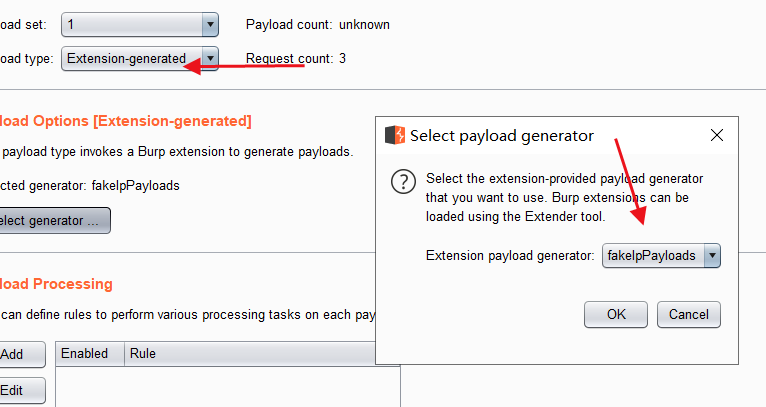 oad set: 1 Payload count: unknown
oad type: Extension-generated Request count: 3
load Options [Extension-generated]
payload type invokes a Burp extension to generate payloads.
cted generator: fakeIpPayloads
elect generator ...
Select payload generator
Select the extension-provided payload generator
that you want to use. Burp extensions can be
loaded using the Extender tool.
Extension payload generator: fakeIpPayloads
OK Cancel
load Processing
can define rules to perform various processing tasks on each pay
Add Enabled Rule
Edit